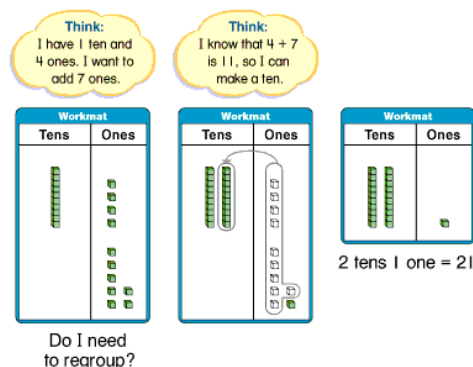 Think:
I have 1 ten and
4 ones. I want to
add 7 ones.
Think:
I know that 4 + 7
is 11, so I can
make a ten.
Workmat
Tens Ones
Do I need
to regroup?
Workmat
Tens Ones
Workmat
Tens Ones
2 tens 1 one = 21